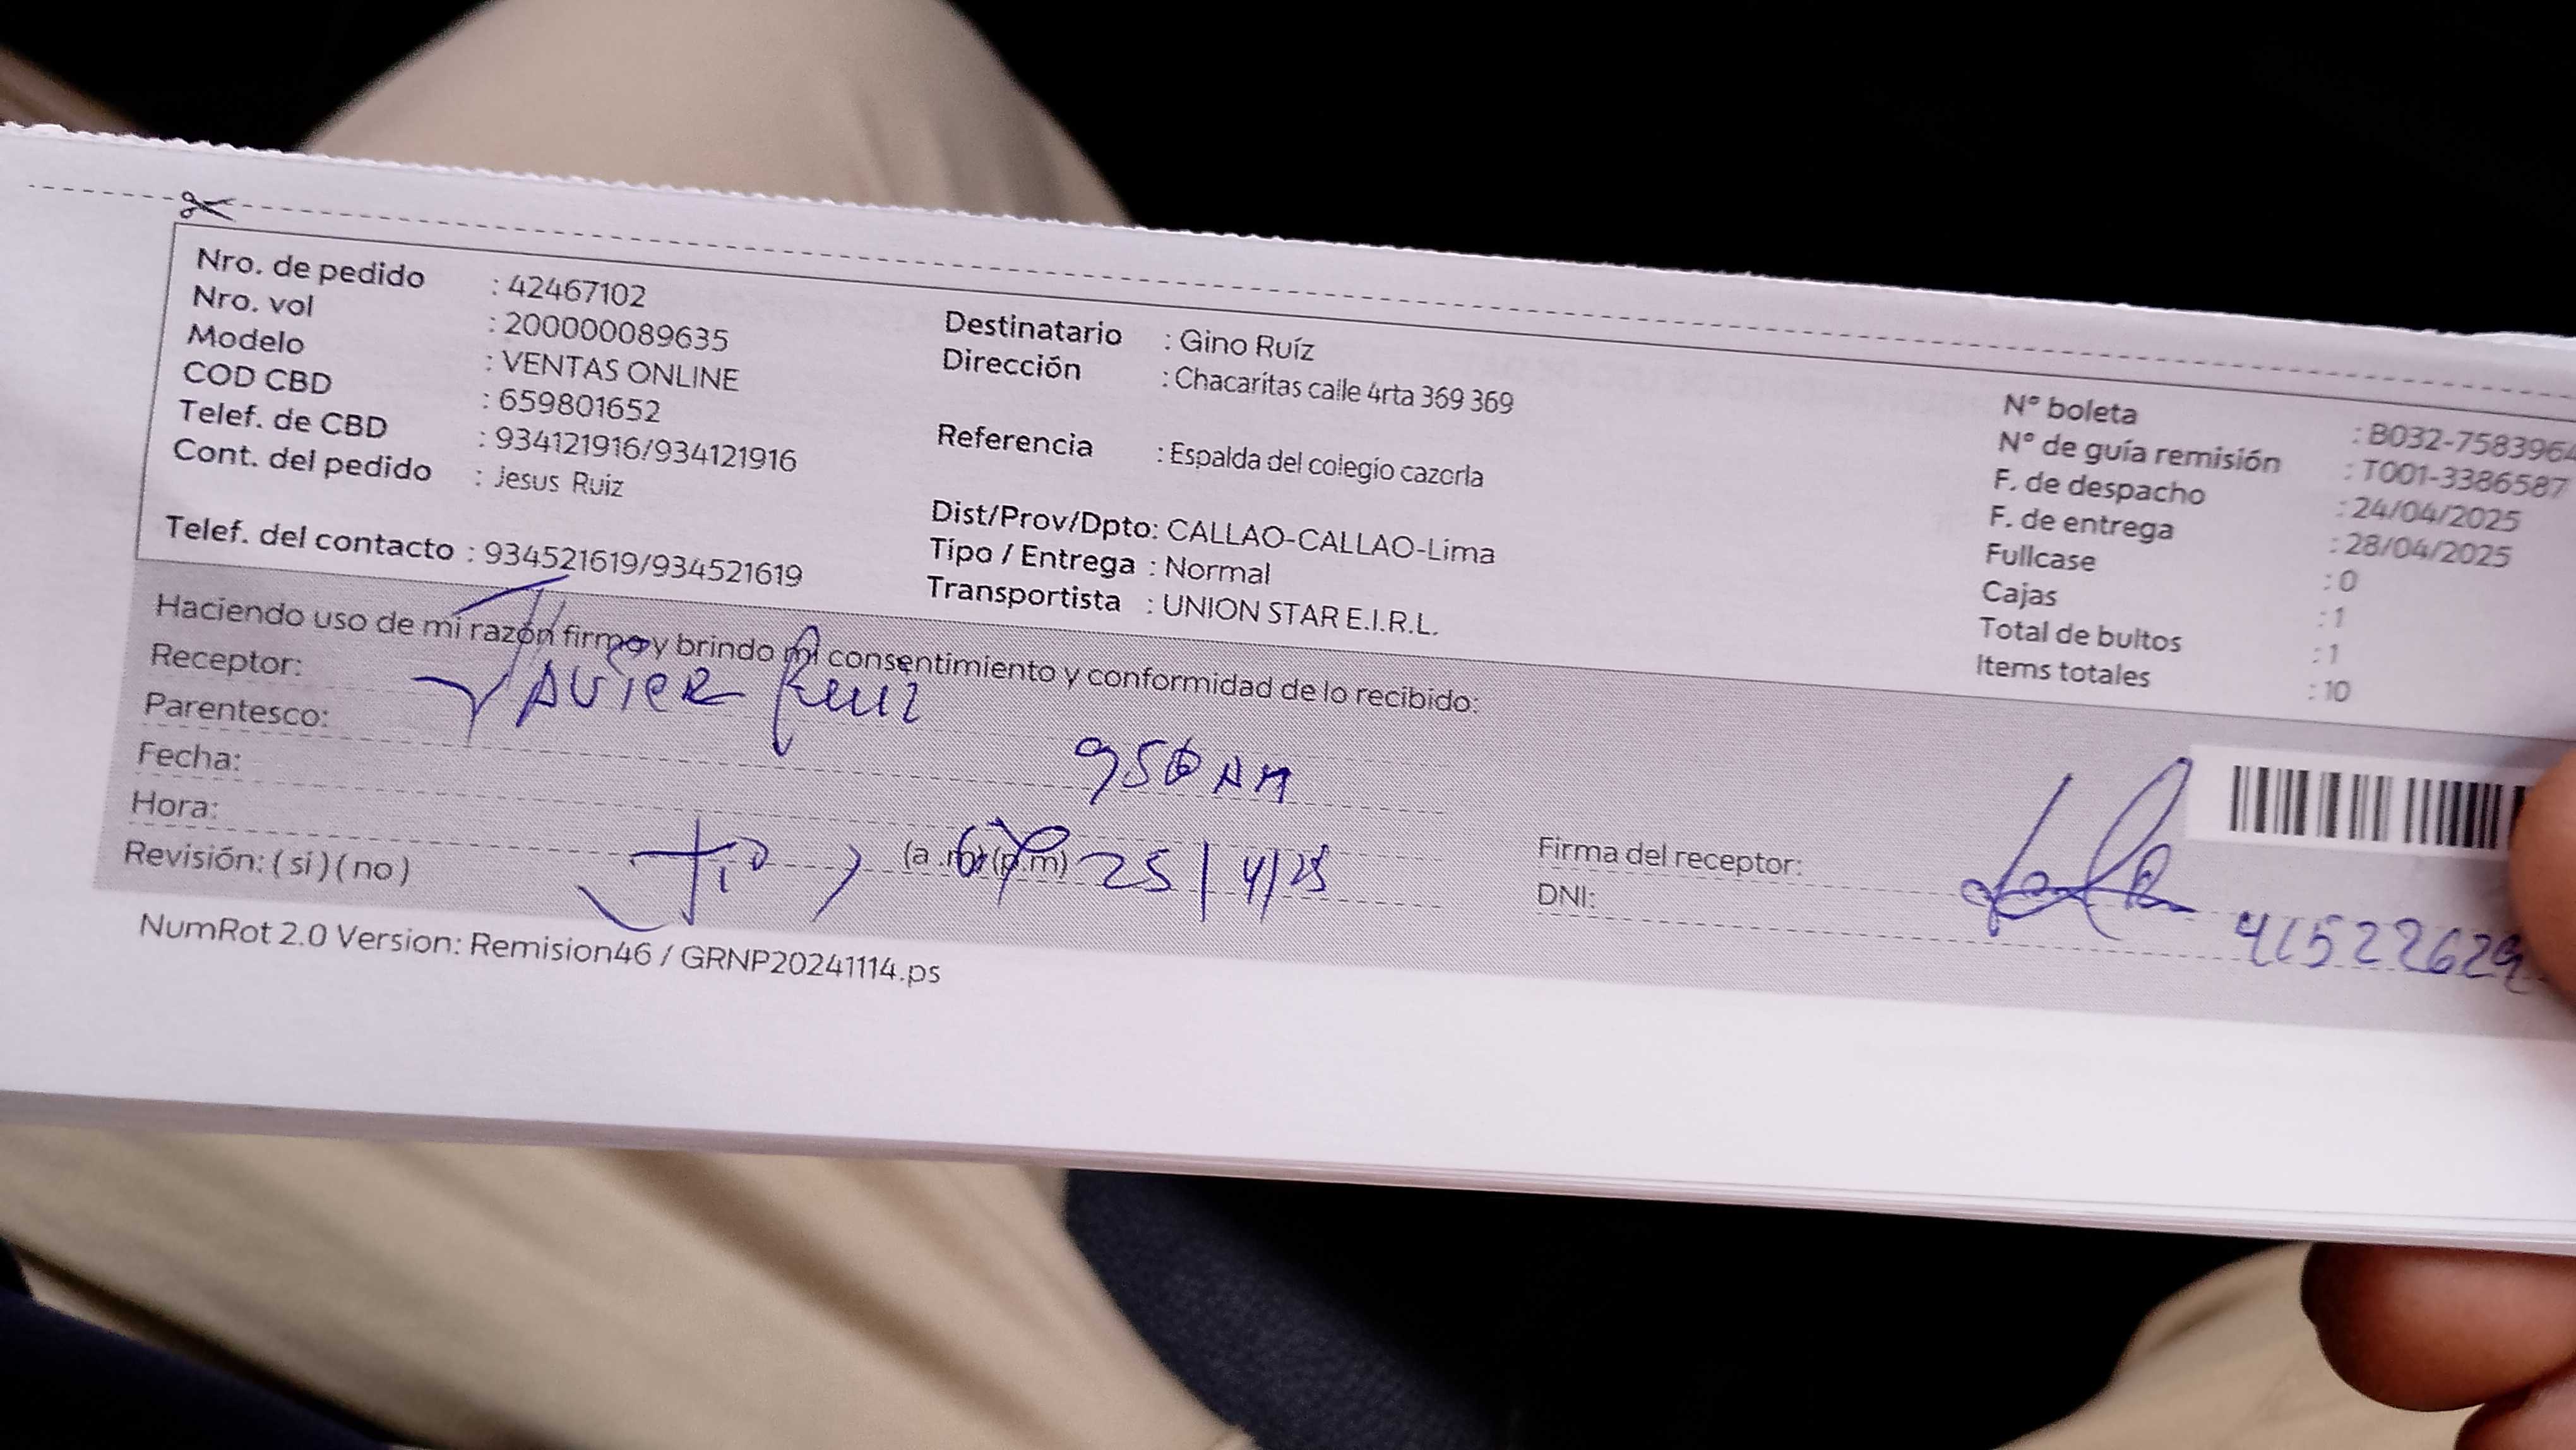 Nro. de pedido : 42467102
Nro. vol : 200000089635
Modelo : VENTAS ONLINE
COD CBD : 659801652
Telef. de CBD : 934121916/934121916
Cont. del pedido : Jesus Ruiz
Telef. del contacto : 934521619/934521619
Destinatario : Gino Ruíz
Dirección : Chacaritas calle 4rta 369 369
Referencia : Espalda del colegio cazorla
Dist/Prov/Dpto: CALLAO-CALLAO-Lima
Tipo / Entrega : Normal
Transportista : UNION STAR E.I.R.L.
N° boleta : B032-7583964
N° de guía remisión : T001-3386587
F. de despacho : 24/04/2025
F. de entrega : 28/04/2025
Fullcase : 0
Cajas : 1
Total de bultos : 1
Items totales : 10
Haciendo uso de mi razón firmo y brindo mi consentimiento y conformidad de lo recibido:
Receptor: JAvieR Ruiz
Parentesco:
Fecha:
Hora:
(a.m)(p.m) 25/4/25
Revisión: (si) (no) tio
Firma del receptor:
DNI:
NumRot 2.0 Version: Remision46 / GRNP20241114.ps